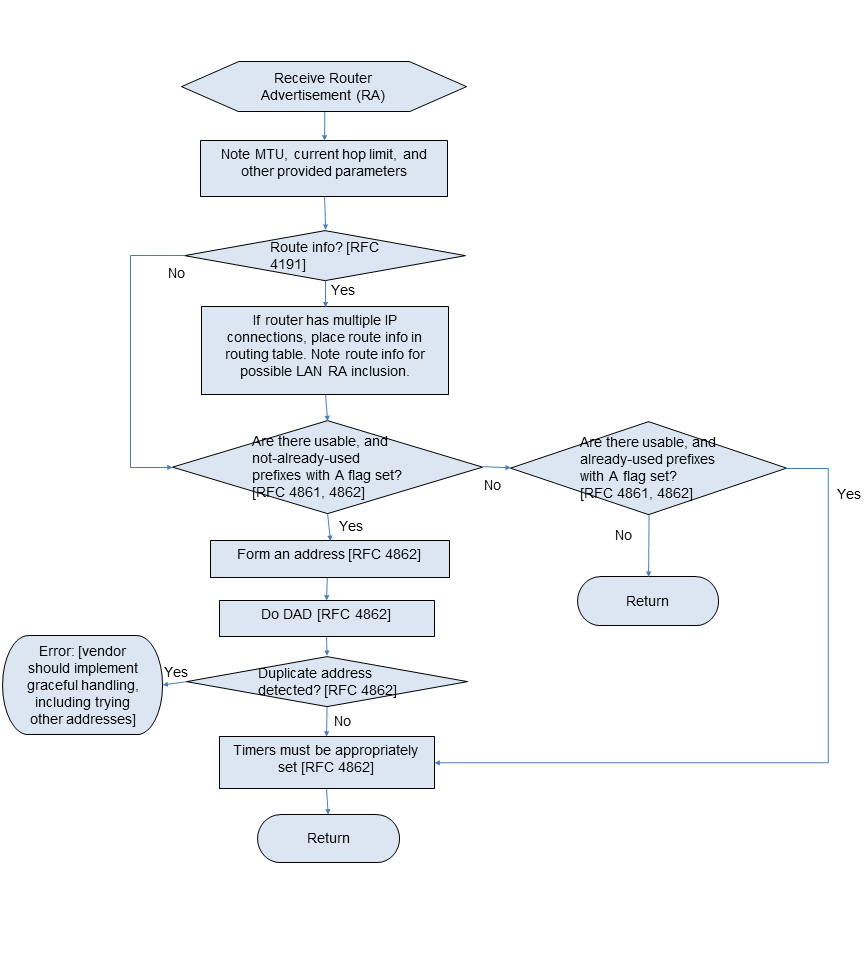 Receive Router
Advertisement (RA)
Note MTU, current hop limit, and
other provided parameters
Route info? [RFC
4191]
No
Yes
If router has multiple IP
connections, place route info in
routing table. Note route info for
possible LAN RA inclusion.
Are there usable, and
not-already-used
prefixes with A flag set?
[RFC 4861, 4862]
No
Are there usable, and
already-used prefixes
with A flag set?
[RFC 4861, 4862]
Yes
Yes
No
Form an address [RFC 4862]
Return
Do DAD [RFC 4862]
Error: [vendor
should implement
graceful handling,
including trying
other addresses]
Yes
Duplicate address
detected? [RFC 4862]
No
Timers must be appropriately
set [RFC 4862]
Return